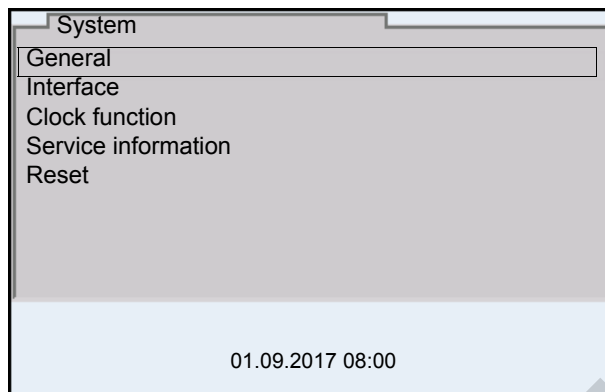 System
General
Interface
Clock function
Service information
Reset
01.09.2017 08:00